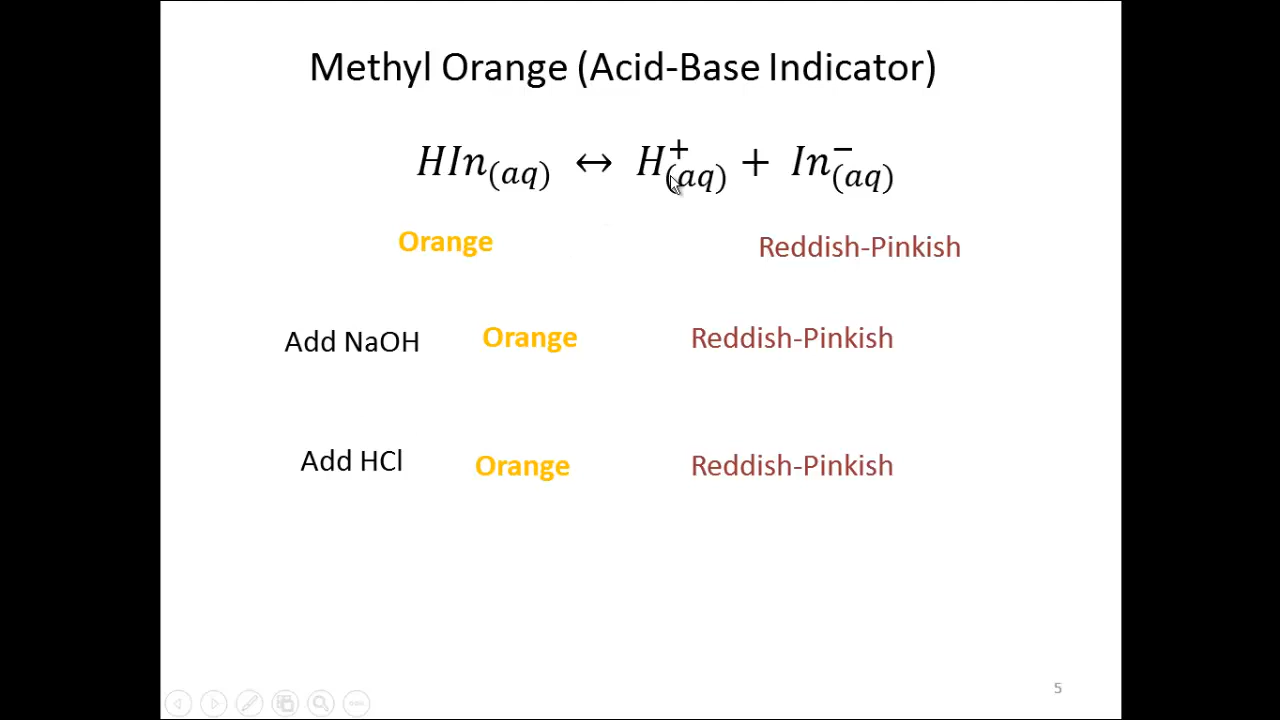 Methyl Orange (Acid-Base Indicator)
HIn(aq) ↔ H+(aq) + In−(aq)
Orange Reddish-Pinkish
Add NaOH Orange Reddish-Pinkish
Add HCl Orange Reddish-Pinkish
5